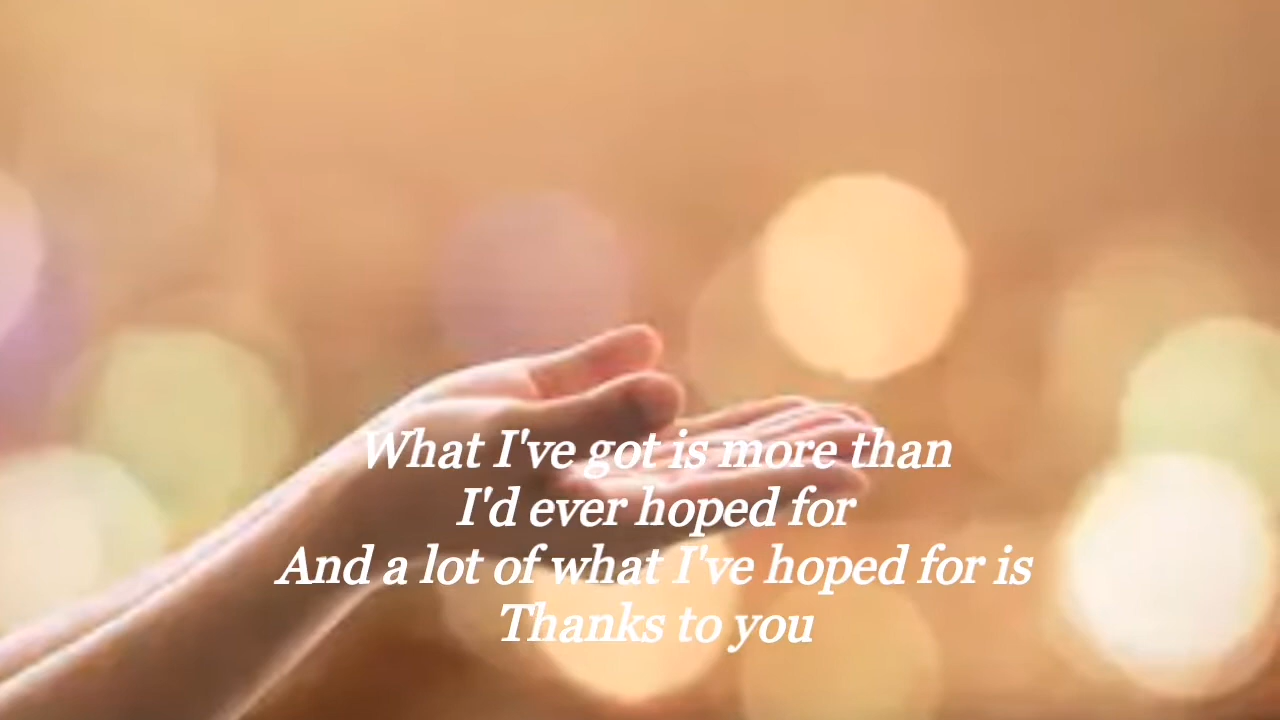 What I've got is more than
I'd ever hoped for
And a lot of what I've hoped for is
Thanks to you